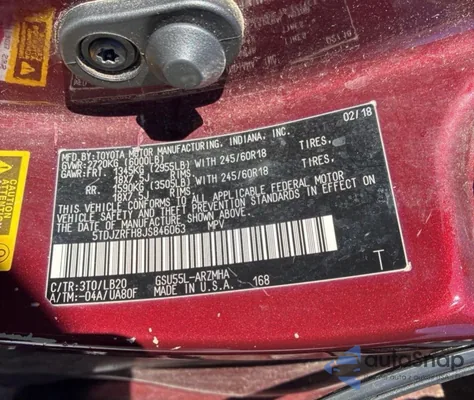 MFD. BY: TOYOTA MOTOR MANUFACTURING, INDIANA, INC. 02/18
GVWR: 2720KG (6000LB)
GAWR: FRT. 1345KG (2955LB) WITH 245/60R18 TIRES,
18X7.5J RIMS,
RR. 1590KG (3505LB) WITH 245/60R18 TIRES,
18X7.5J RIMS,
THIS VEHICLE CONFORMS TO ALL APPLICABLE FEDERAL MOTOR
VEHICLE SAFETY AND THEFT PREVENTION STANDARDS IN EFFECT ON
THE DATE OF MANUFACTURE SHOWN ABOVE.
5TDJZRFH8JS846063 MPV
C/TR:3T0/LB20 GSU55L-ARZMHA T
A/TM:-04A/UA80F MADE IN U.S.A. 168
ATTENTION
autoSnap